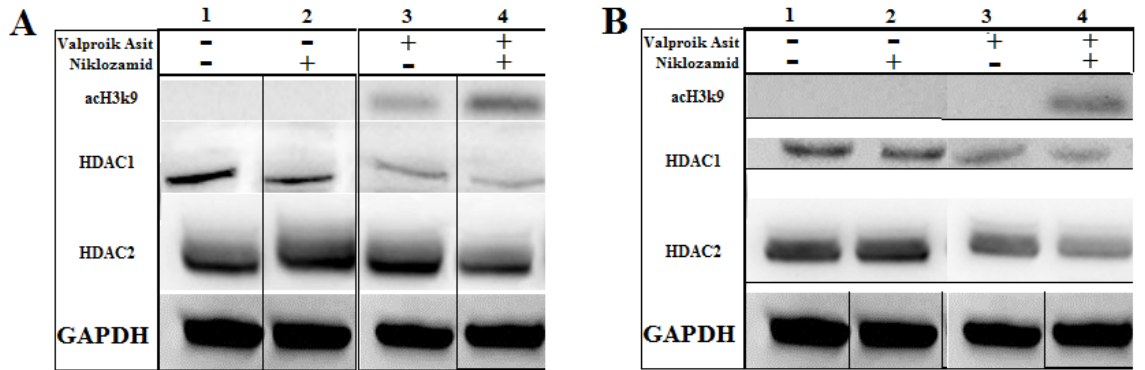 A
1 2 3 4
Valproik Asit - - + +
Niklozamid - + - +
acH3k9
HDAC1
HDAC2
GAPDH
B
1 2 3 4
Valproik Asit - - + +
Niklozamid - + - +
acH3k9
HDAC1
HDAC2
GAPDH